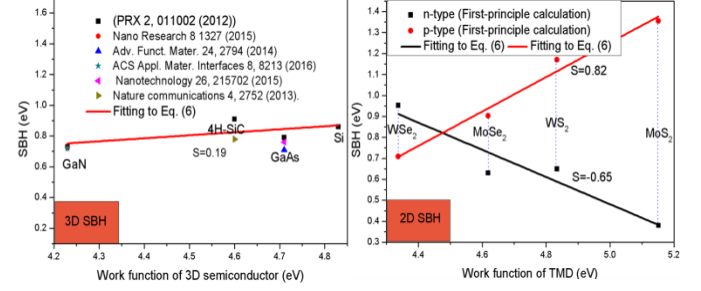 1.6
1.4
1.2
1.0
0.8
0.6
0.4
0.2
SBH (eV)
(PRX 2, 011002 (2012))
Nano Research 8 1327 (2015)
Adv. Funct. Mater. 24, 2794 (2014)
ACS Appl. Mater. Interfaces 8, 8213 (2016)
Nanotechnology 26, 215702 (2015)
Nature communications 4, 2752 (2013).
Fitting to Eq. (6)
4H-SiC
Si
GaN
S=0.19
GaAs
3D SBH
4.2 4.3 4.4 4.5 4.6 4.7 4.8
Work function of 3D semiconductor (eV)
1.4
1.3
1.2
1.1
1.0
0.9
0.8
0.7
0.6
0.5
0.4
0.3
SBH (eV)
n-type (First-principle calculation)
p-type (First-principle calculation)
Fitting to Eq. (6) Fitting to Eq. (6)
S=0.82
WSe2
MoSe2
WS2
MoS2
S=-0.65
2D SBH
4.4 4.6 4.8 5.0 5.2
Work function of TMD (eV)